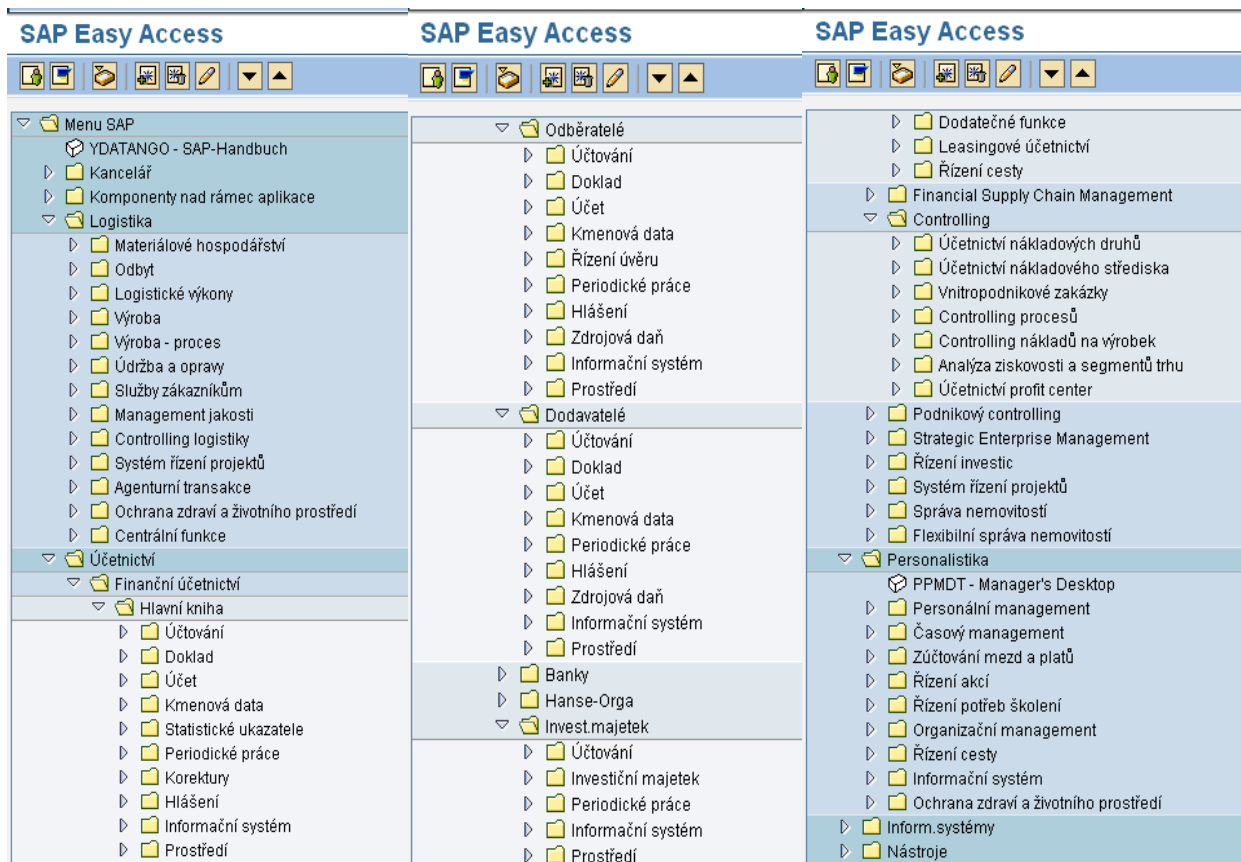 SAP Easy Access
Menu SAP
YDATANGO - SAP-Handbuch
Kancelář
Komponenty nad rámec aplikace
Logistika
Materiálové hospodářství
Odbyt
Logistické výkony
Výroba
Výroba - proces
Údržba a opravy
Služby zákazníkům
Management jakosti
Controlling logistiky
Systém řízení projektů
Agenturní transakce
Ochrana zdraví a životního prostředí
Centrální funkce
Účetnictví
Finanční účetnictví
Hlavní kniha
Účtování
Doklad
Účet
Kmenová data
Statistické ukazatele
Periodické práce
Korektury
Hlášení
Informační systém
Prostředí
SAP Easy Access
Odběratelé
Účtování
Doklad
Účet
Kmenová data
Řízení úvěru
Periodické práce
Hlášení
Zdrojová daň
Informační systém
Prostředí
Dodavatelé
Účtování
Doklad
Účet
Kmenová data
Periodické práce
Hlášení
Zdrojová daň
Informační systém
Prostředí
Banky
Hanse-Orga
Invest.majetek
Účtování
Investiční majetek
Periodické práce
Informační systém
Prostředí
SAP Easy Access
Dodatečné funkce
Leasingové účetnictví
Řízení cesty
Financial Supply Chain Management
Controlling
Účetnictví nákladových druhů
Účetnictví nákladového střediska
Vnitropodnikové zakázky
Controlling procesů
Controlling nákladů na výrobek
Analýza ziskovosti a segmentů trhu
Účetnictví profit center
Podnikový controlling
Strategic Enterprise Management
Řízení investic
Systém řízení projektů
Správa nemovitostí
Flexibilní správa nemovitostí
Personalistika
PPMDT - Manager's Desktop
Personální management
Časový management
Zúčtování mezd a platů
Řízení akcí
Řízení potřeb školení
Organizační management
Řízení cesty
Informační systém
Ochrana zdraví a životního prostředí
Inform.systémy
Nástroje